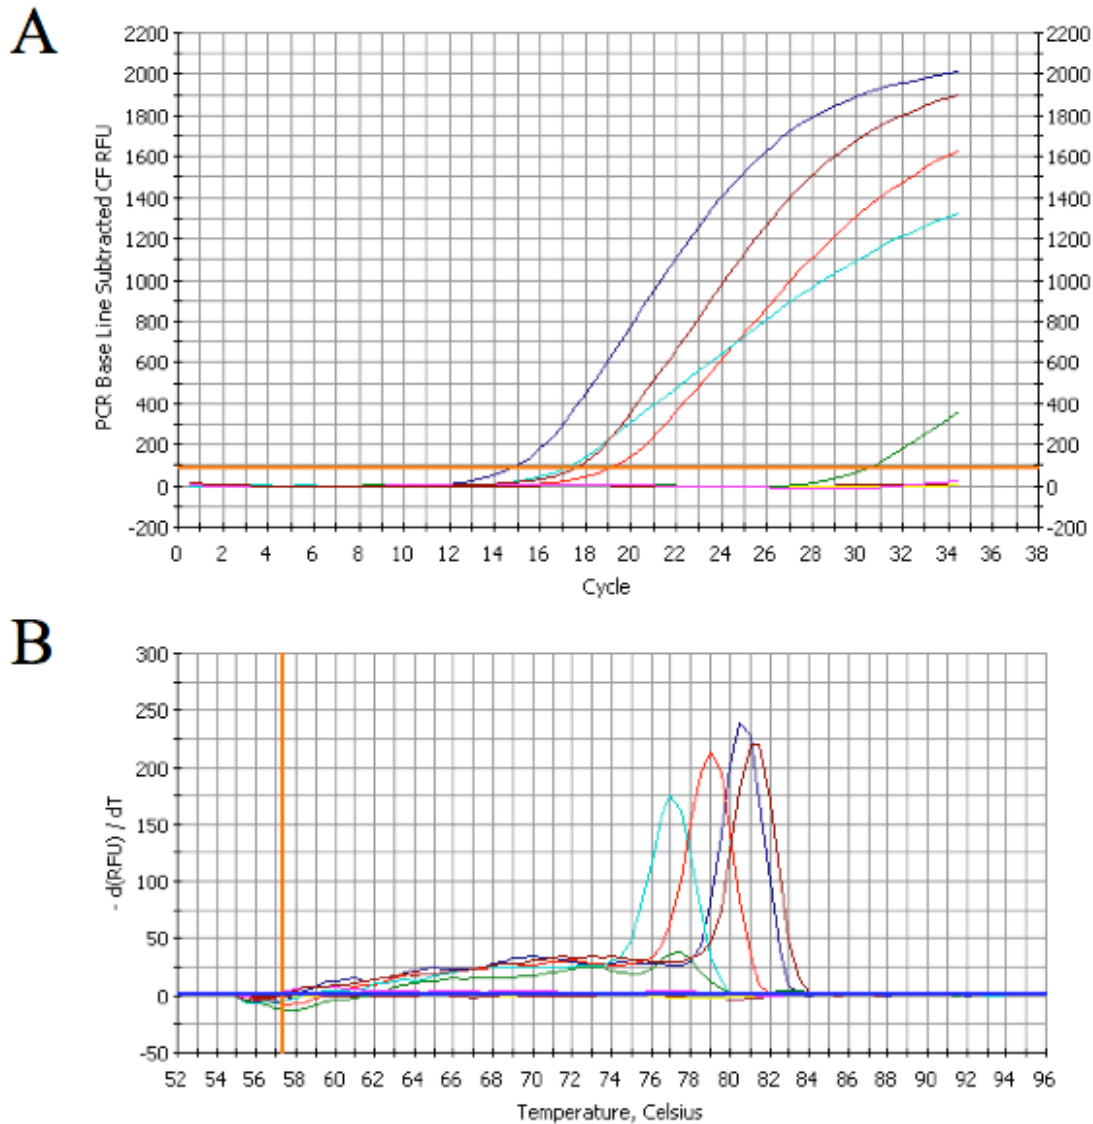 A
2200 2200
2000 2000
1800 1800
1600 1600
1400 1400
1200 1200
1000 1000
800 800
600 600
400 400
200 200
0 0
-200 -200
PCR Base Line Subtracted CF RFU
0 2 4 6 8 10 12 14 16 18 20 22 24 26 28 30 32 34 36 38
Cycle
B
300
250
200
150
100
50
0
-50
- d(RFU) / dT
52 54 56 58 60 62 64 66 68 70 72 74 76 78 80 82 84 86 88 90 92 94 96
Temperature, Celsius